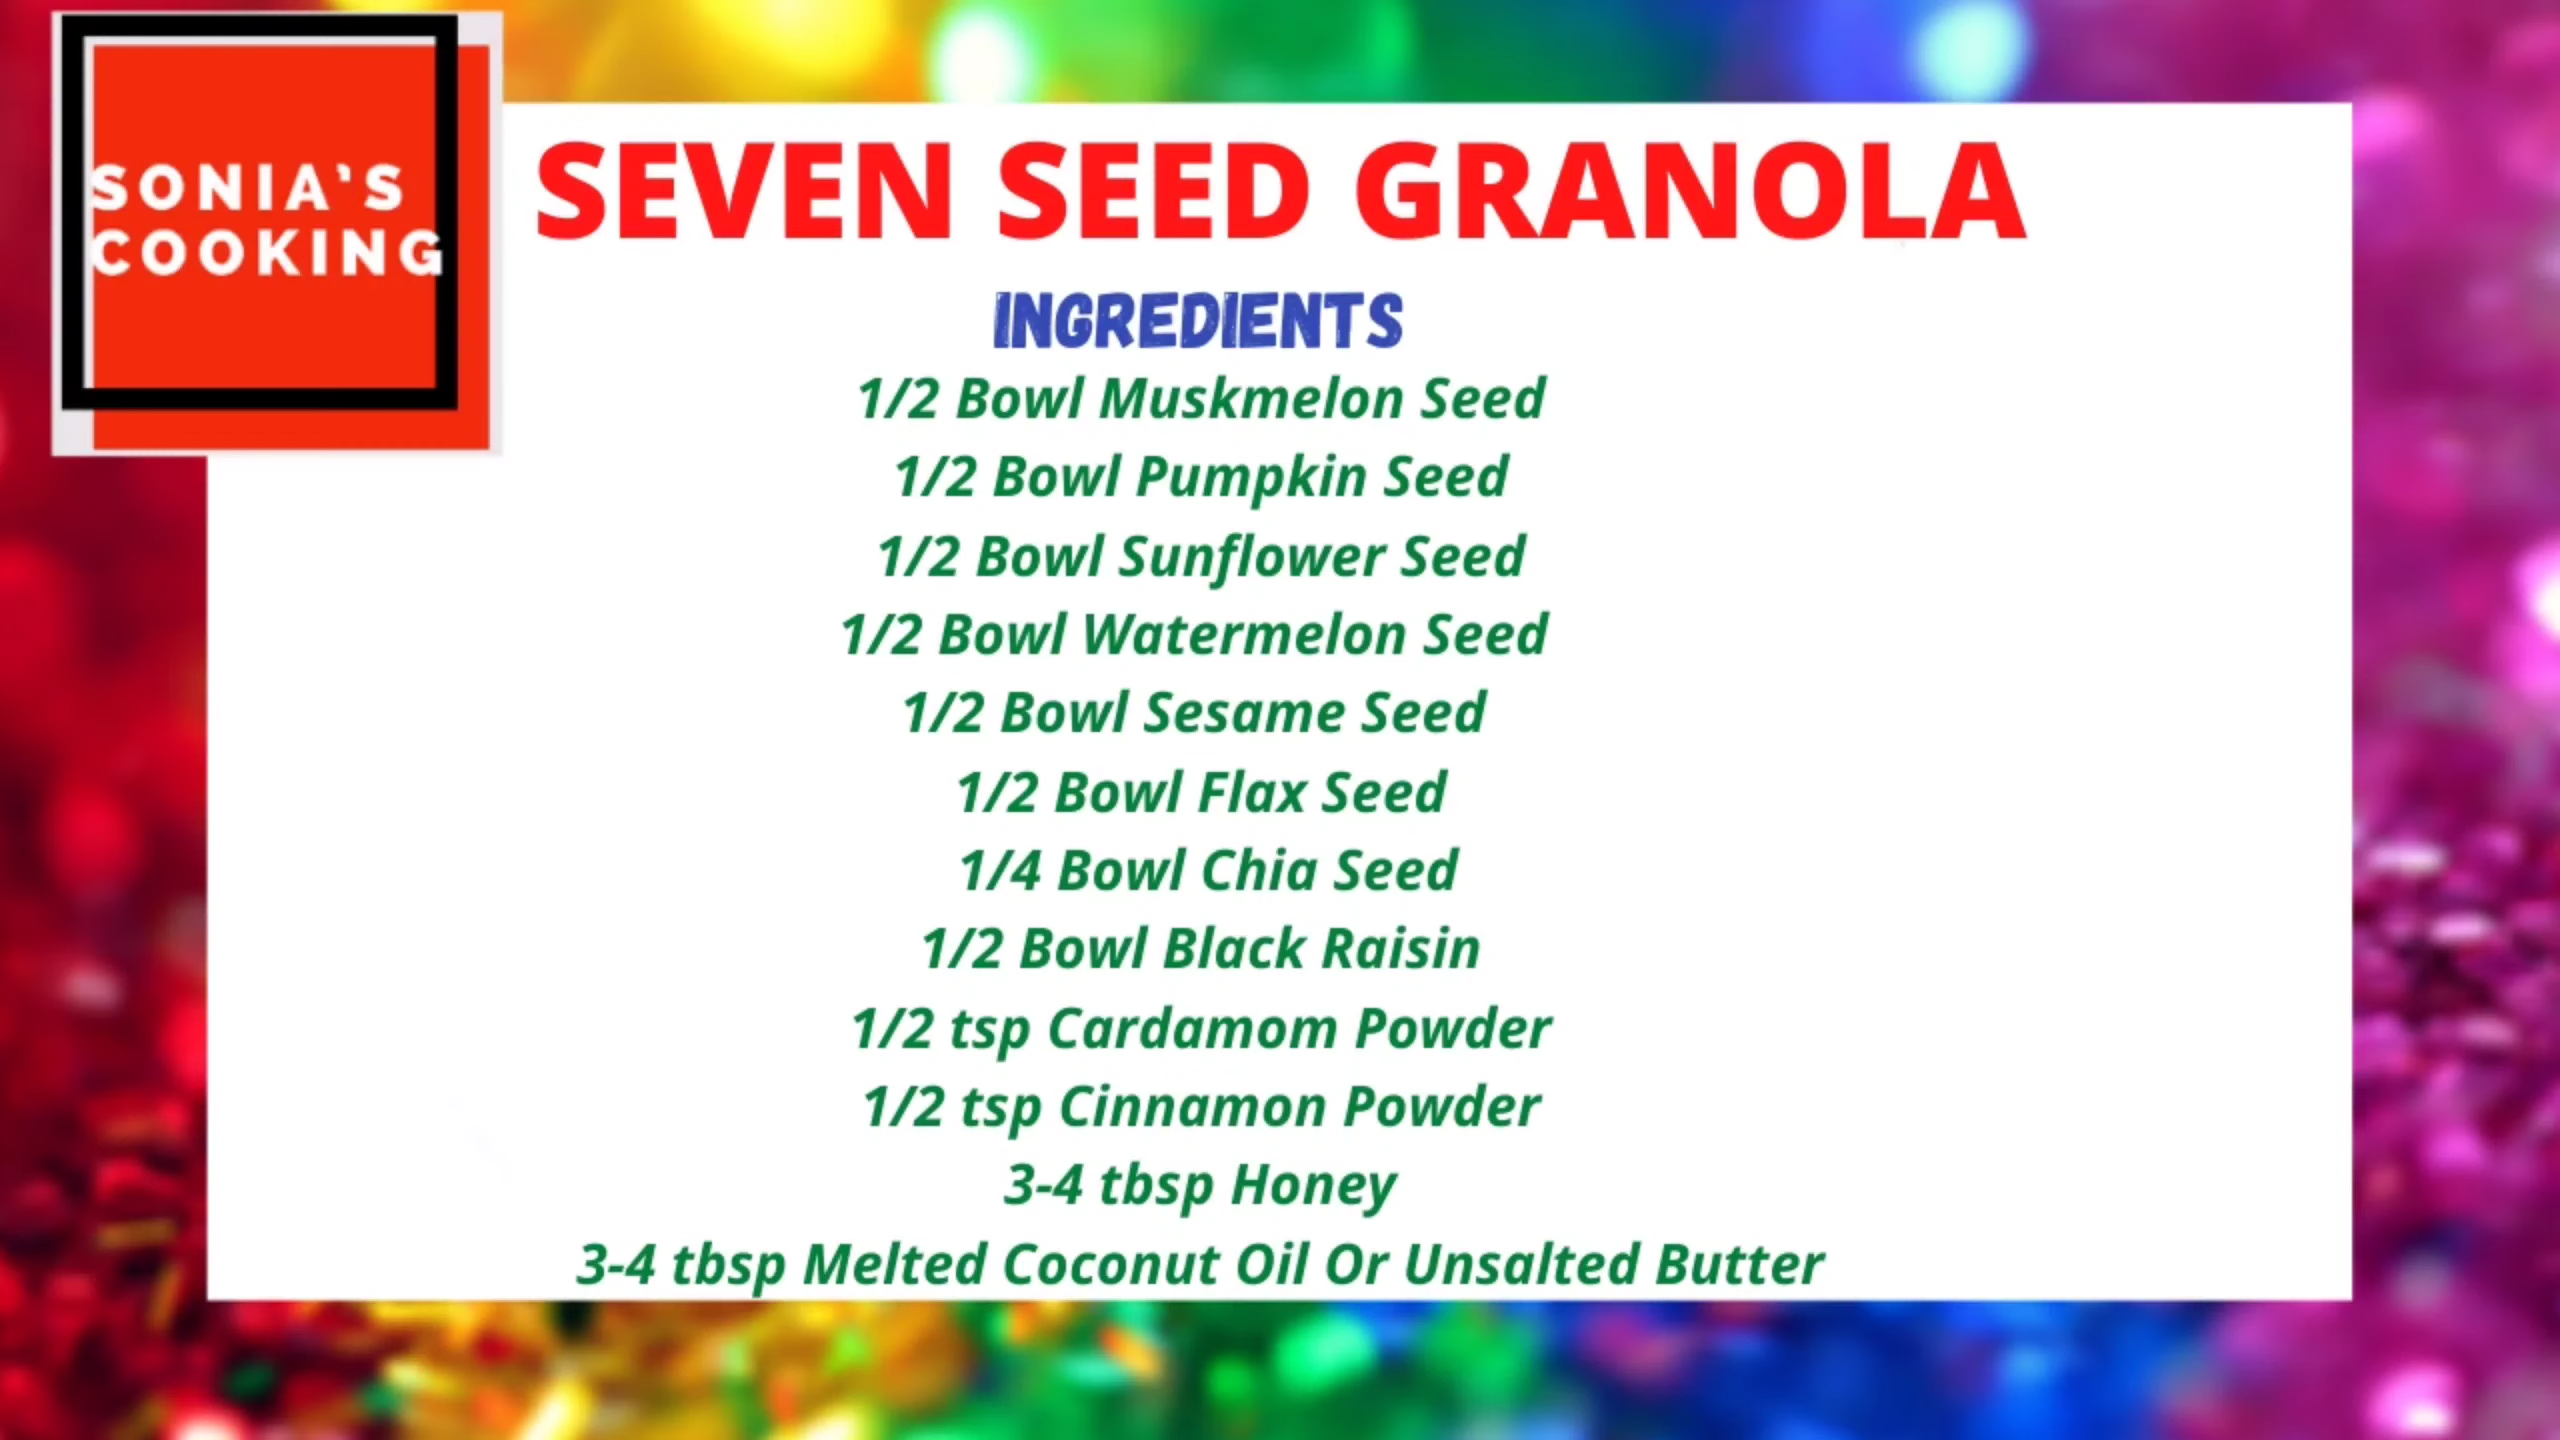 SONIA'S
COOKING
SEVEN SEED GRANOLA
INGREDIENTS
1/2 Bowl Muskmelon Seed
1/2 Bowl Pumpkin Seed
1/2 Bowl Sunflower Seed
1/2 Bowl Watermelon Seed
1/2 Bowl Sesame Seed
1/2 Bowl Flax Seed
1/4 Bowl Chia Seed
1/2 Bowl Black Raisin
1/2 tsp Cardamom Powder
1/2 tsp Cinnamon Powder
3-4 tbsp Honey
3-4 tbsp Melted Coconut Oil Or Unsalted Butter